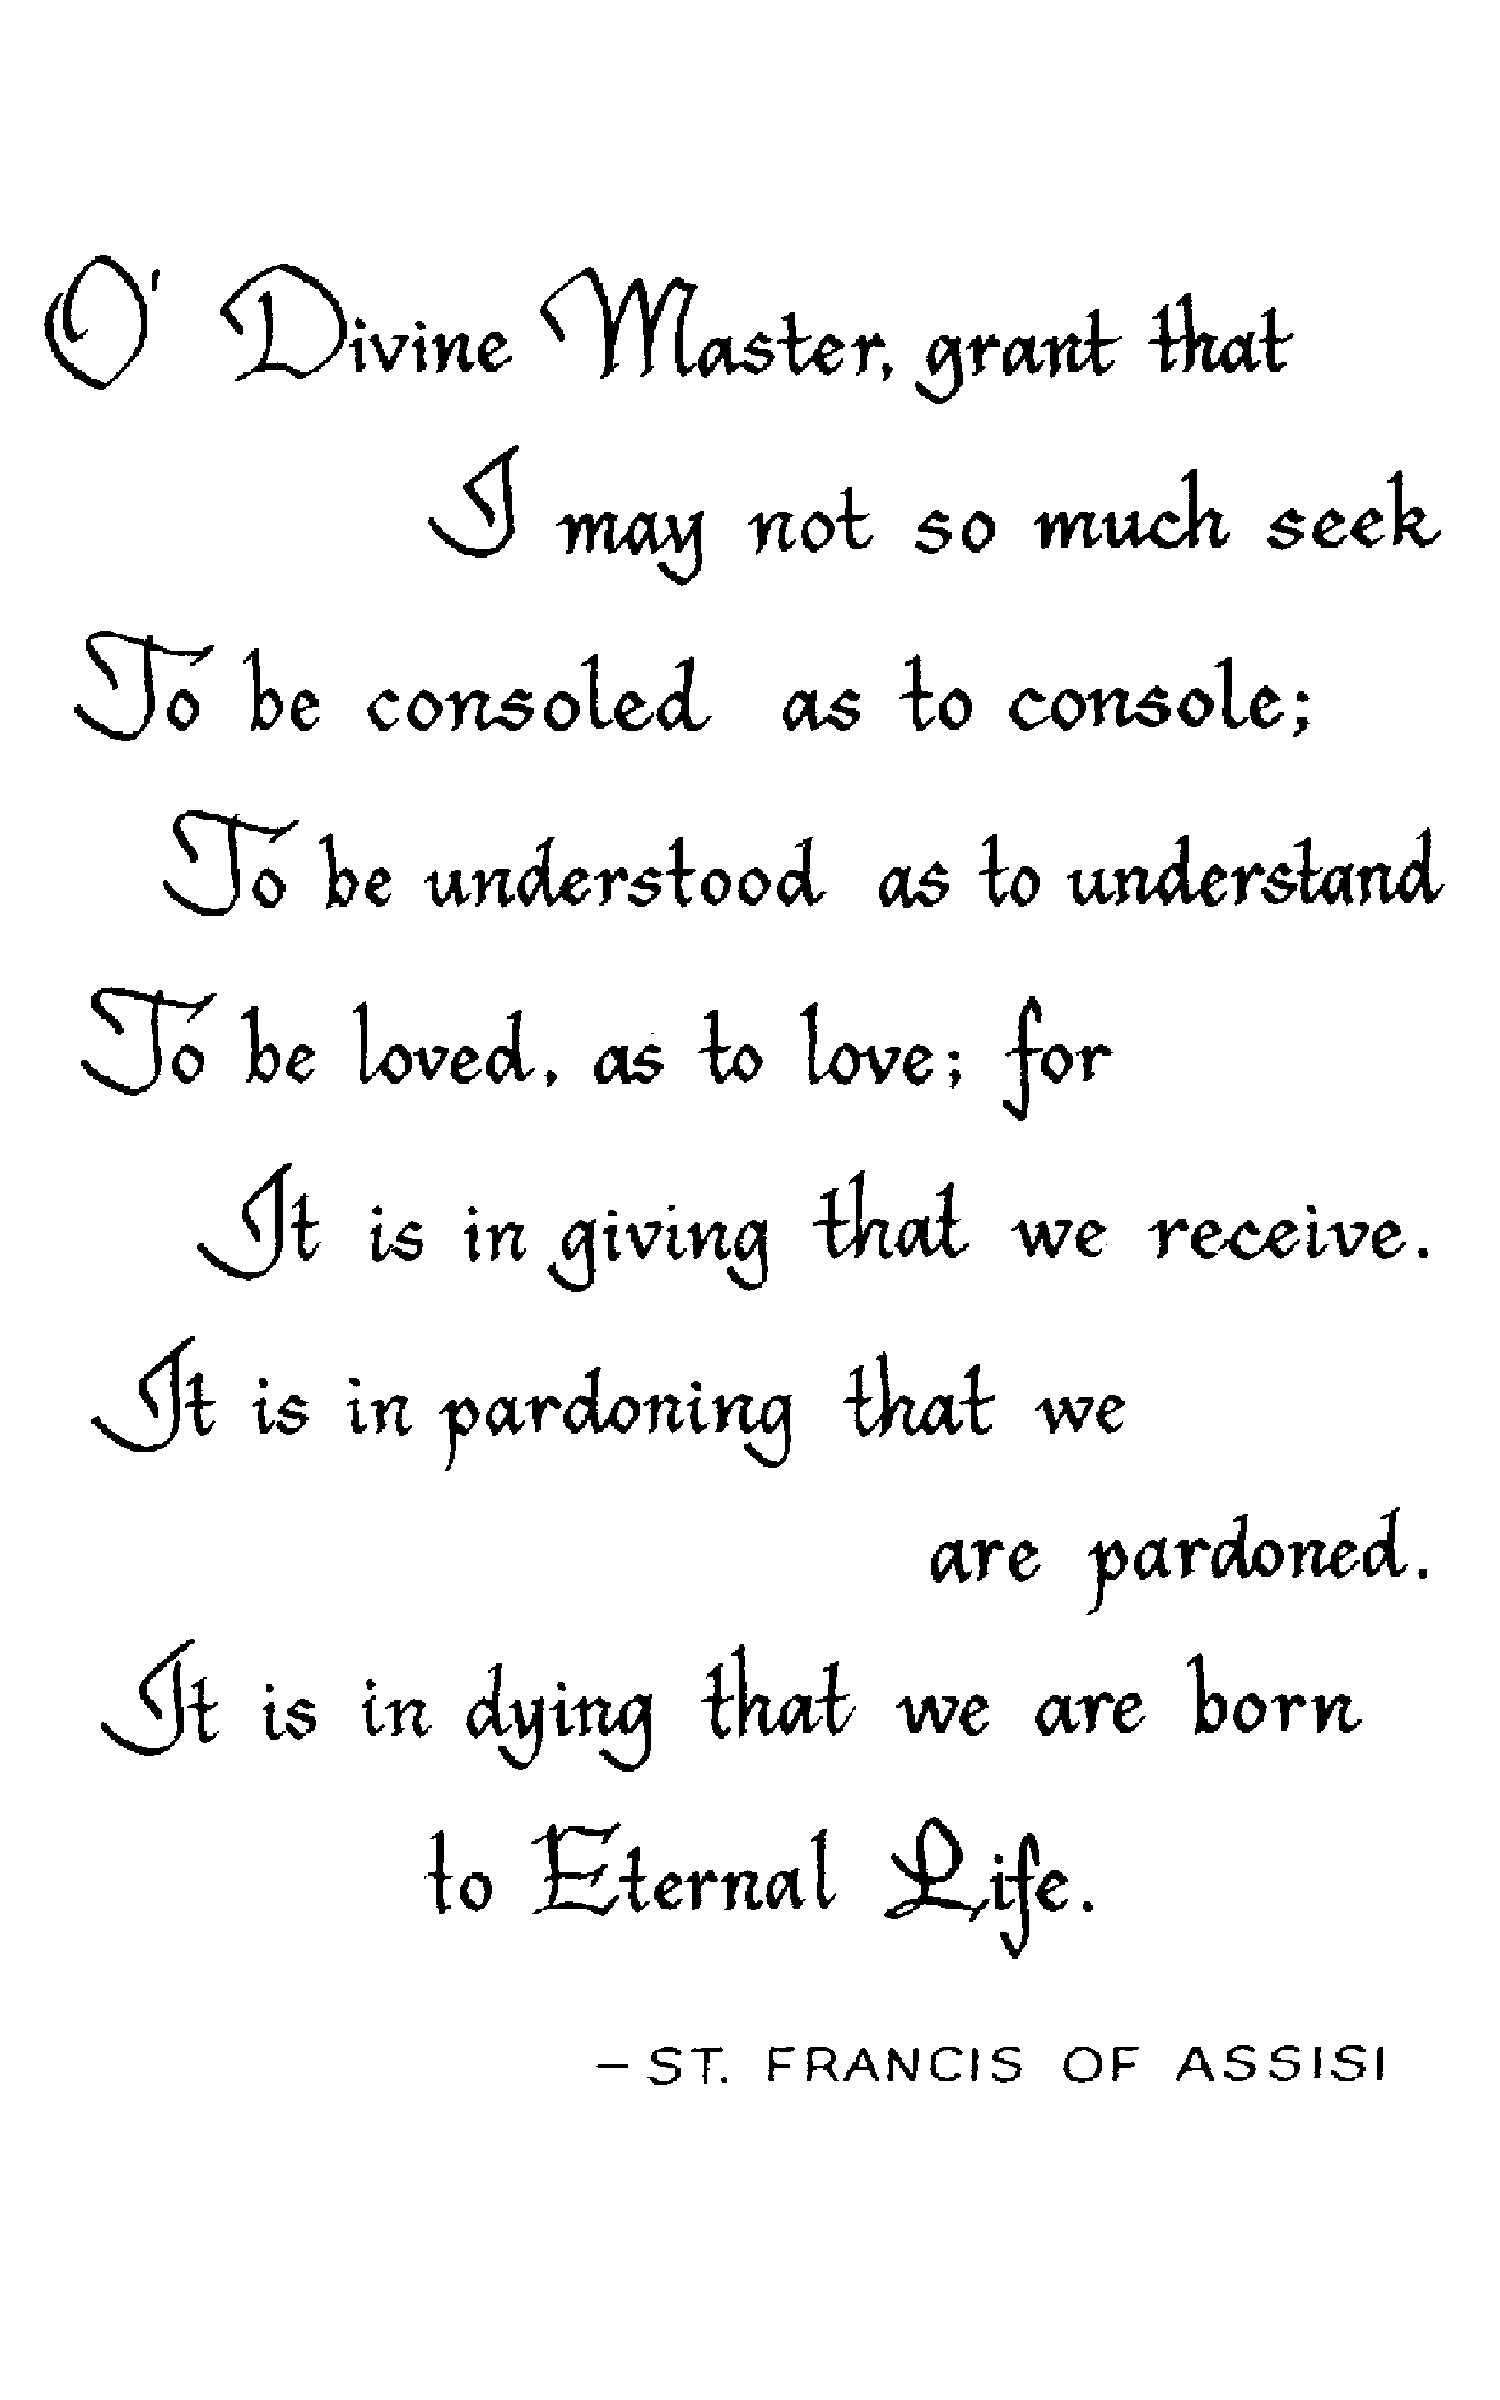 O' Divine Master, grant that
I may not so much seek
To be consoled as to console;
To be understood as to understand
To be loved, as to love; for
It is in giving that we receive.
It is in pardoning that we
are pardoned.
It is in dying that we are born
to Eternal Life.
– ST. FRANCIS OF ASSISI